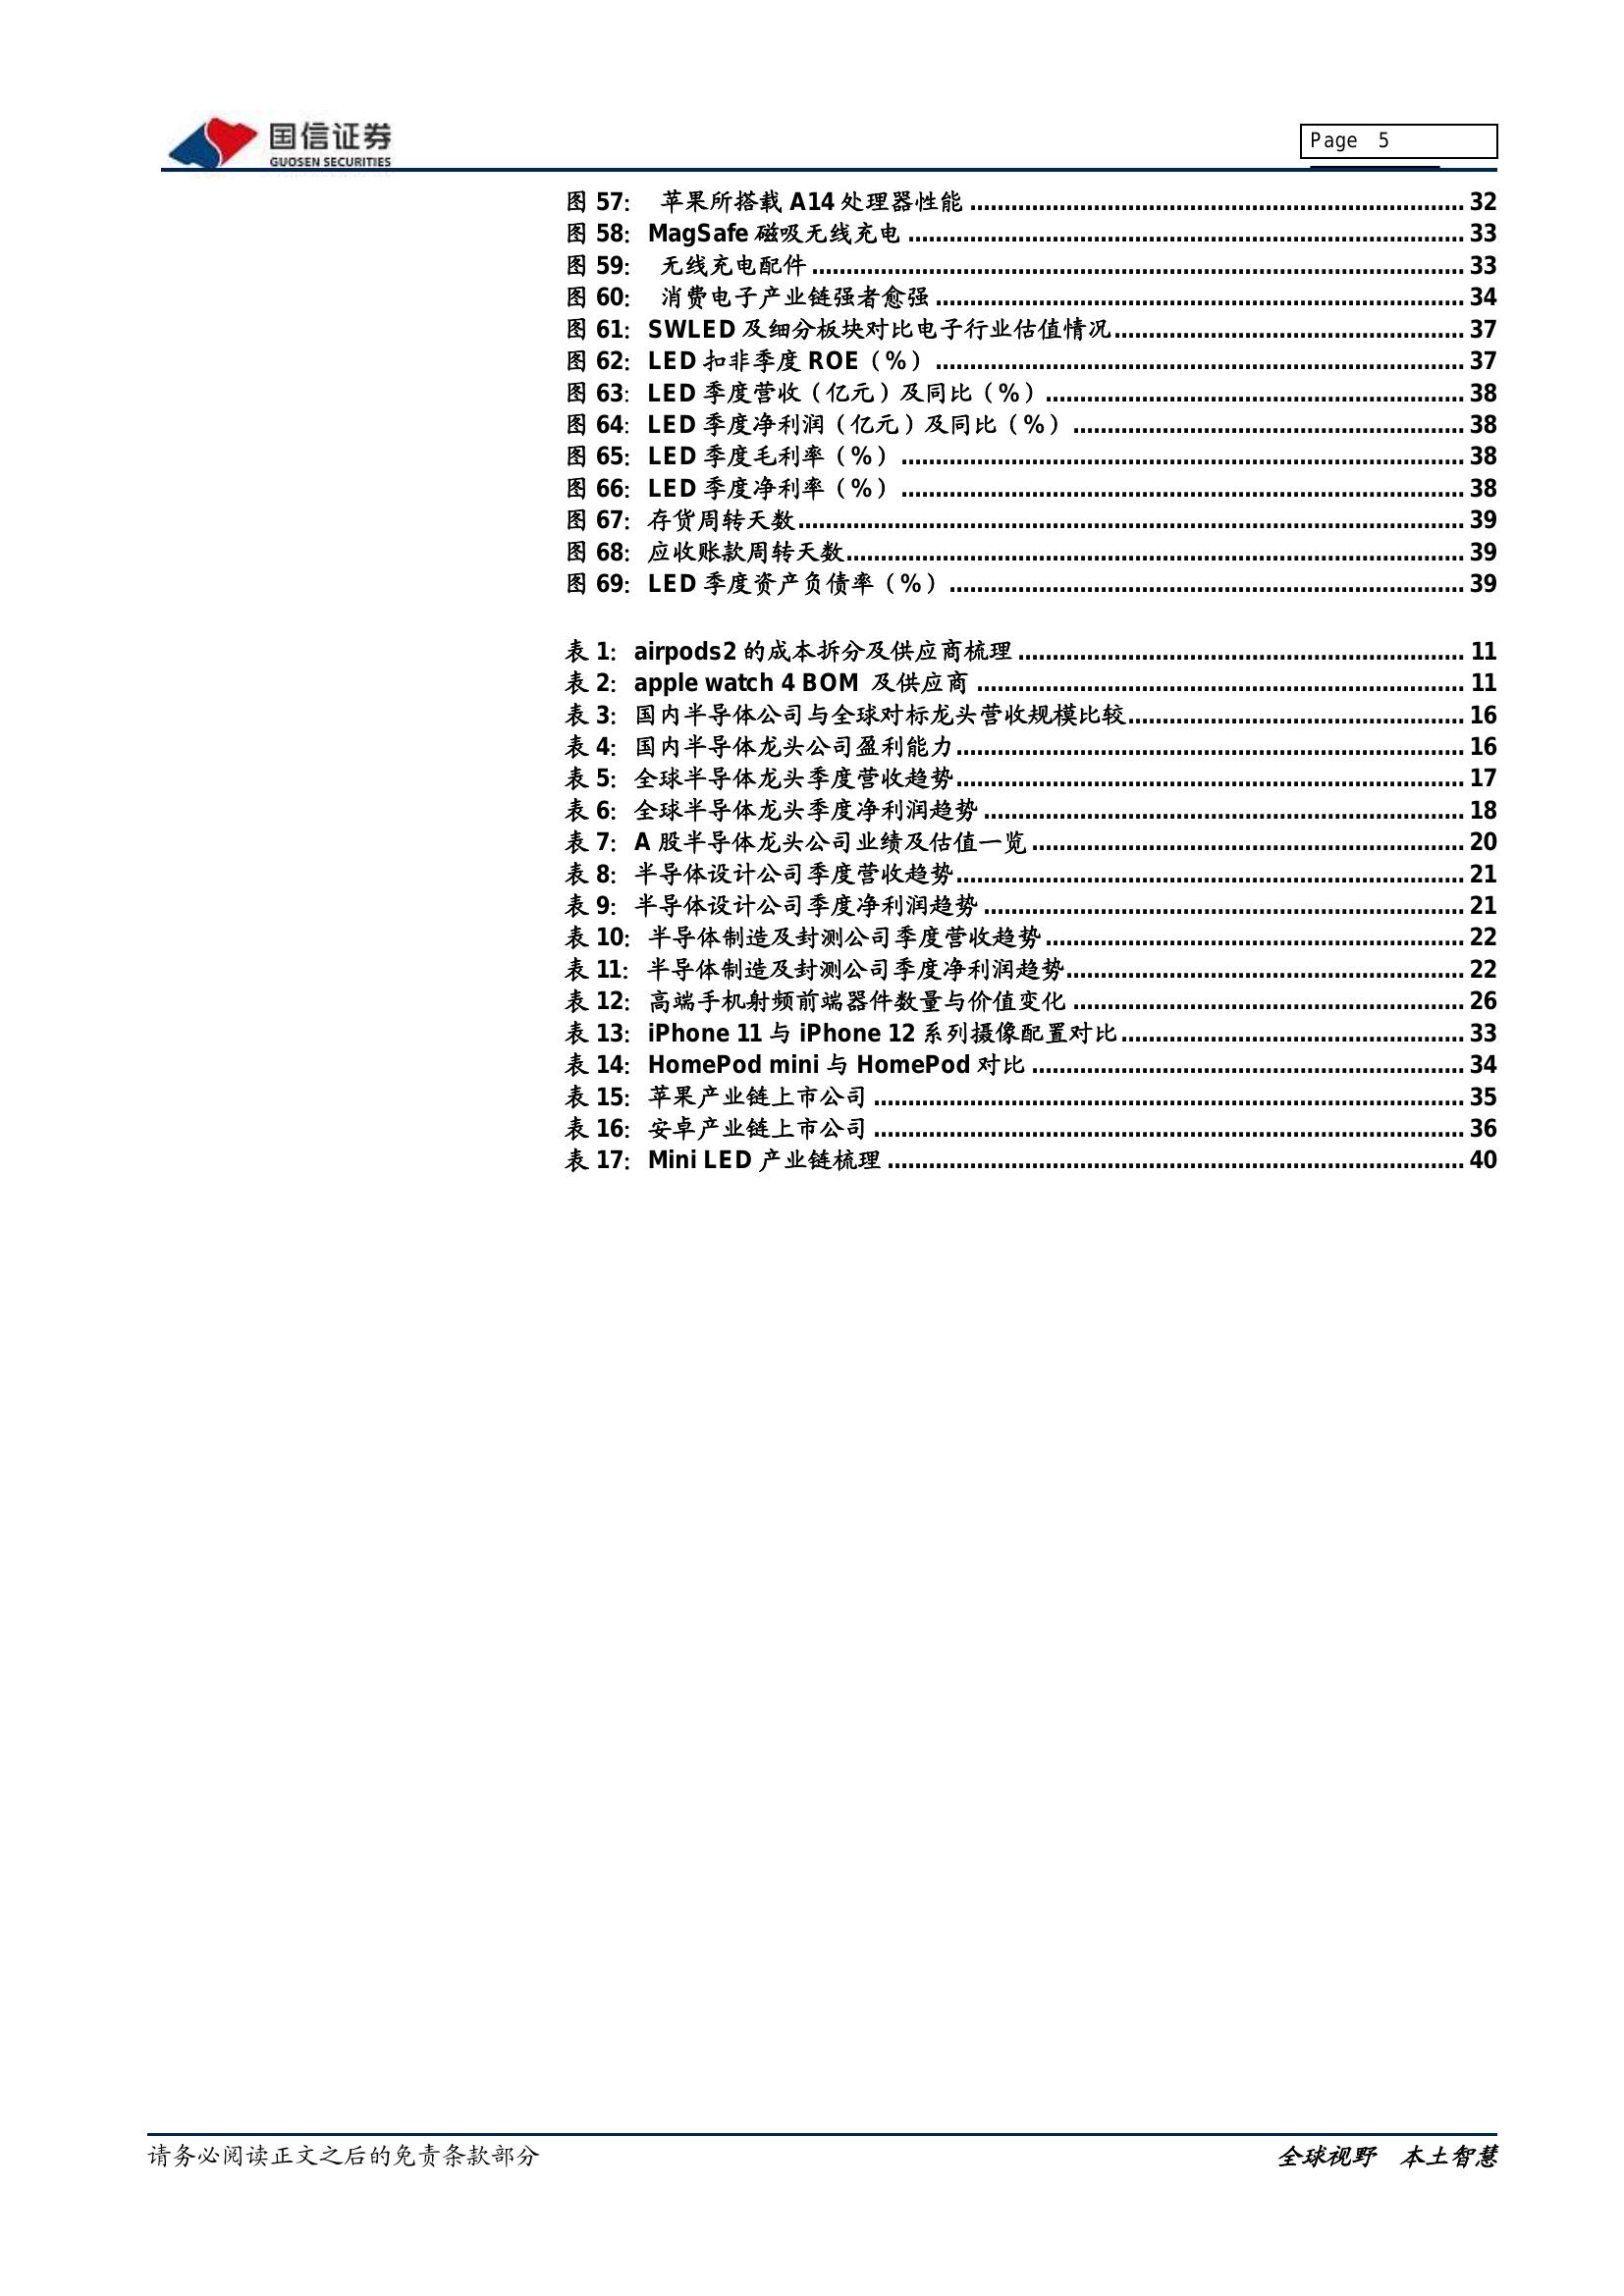 国信证券
GUOSEN SECURITIES
Page 5
图 57： 苹果所搭载 A14 处理器性能 ........................................ 32
图 58：MagSafe 磁吸无线充电 ........................................ 33
图 59： 无线充电配件 ........................................ 33
图 60： 消费电子产业链强者愈强 ........................................ 34
图 61：SWLED 及细分板块对比电子行业估值情况 ........................................ 37
图 62：LED 扣非季度 ROE（%） ........................................ 37
图 63：LED 季度营收（亿元）及同比（%） ........................................ 38
图 64：LED 季度净利润（亿元）及同比（%） ........................................ 38
图 65：LED 季度毛利率（%） ........................................ 38
图 66：LED 季度净利率（%） ........................................ 38
图 67：存货周转天数 ........................................ 39
图 68：应收账款周转天数 ........................................ 39
图 69：LED 季度资产负债率（%） ........................................ 39
表 1：airpods2 的成本拆分及供应商梳理 ........................................ 11
表 2：apple watch 4 BOM 及供应商 ........................................ 11
表 3：国内半导体公司与全球对标龙头营收规模比较 ........................................ 16
表 4：国内半导体龙头公司盈利能力 ........................................ 16
表 5：全球半导体龙头季度营收趋势 ........................................ 17
表 6：全球半导体龙头季度净利润趋势 ........................................ 18
表 7：A 股半导体龙头公司业绩及估值一览 ........................................ 20
表 8：半导体设计公司季度营收趋势 ........................................ 21
表 9：半导体设计公司季度净利润趋势 ........................................ 21
表 10：半导体制造及封测公司季度营收趋势 ........................................ 22
表 11：半导体制造及封测公司季度净利润趋势 ........................................ 22
表 12：高端手机射频前端器件数量与价值变化 ........................................ 26
表 13：iPhone 11 与 iPhone 12 系列摄像配置对比 ........................................ 33
表 14：HomePod mini 与 HomePod 对比 ........................................ 34
表 15：苹果产业链上市公司 ........................................ 35
表 16：安卓产业链上市公司 ........................................ 36
表 17：Mini LED 产业链梳理 ........................................ 40
请务必阅读正文之后的免责条款部分
全球视野 本土智慧